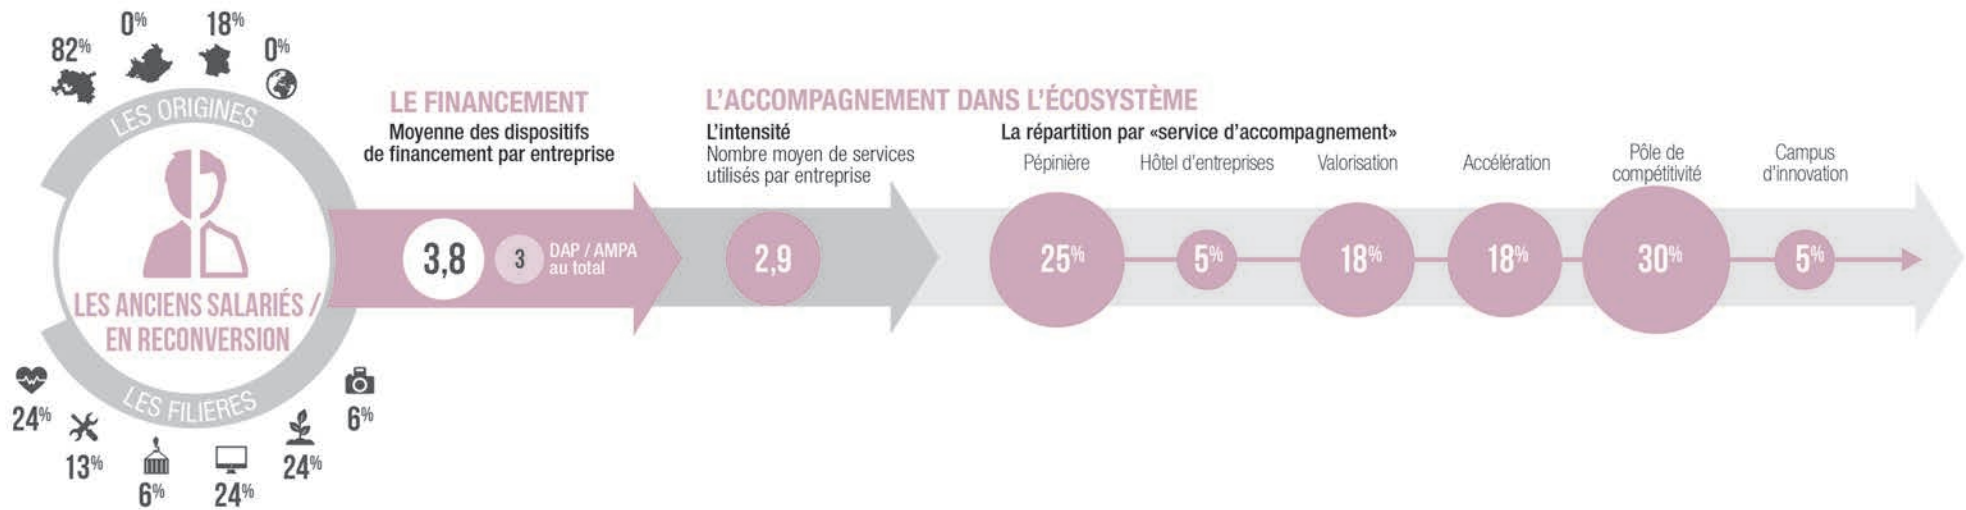 82%
0%
18%
0%
LES ORIGINES
LES ANCIENS SALARIÉS /
EN RECONVERSION
LES FILIÈRES
24%
13%
6%
24%
24%
6%
LE FINANCEMENT
Moyenne des dispositifs
de financement par entreprise
3,8
3
DAP / AMPA
au total
L'ACCOMPAGNEMENT DANS L'ÉCOSYSTÈME
L'intensité
Nombre moyen de services
utilisés par entreprise
2,9
La répartition par «service d'accompagnement»
Pépinière
25%
Hôtel d'entreprises
5%
Valorisation
18%
Accélération
18%
Pôle de
compétitivité
30%
Campus
d'innovation
5%